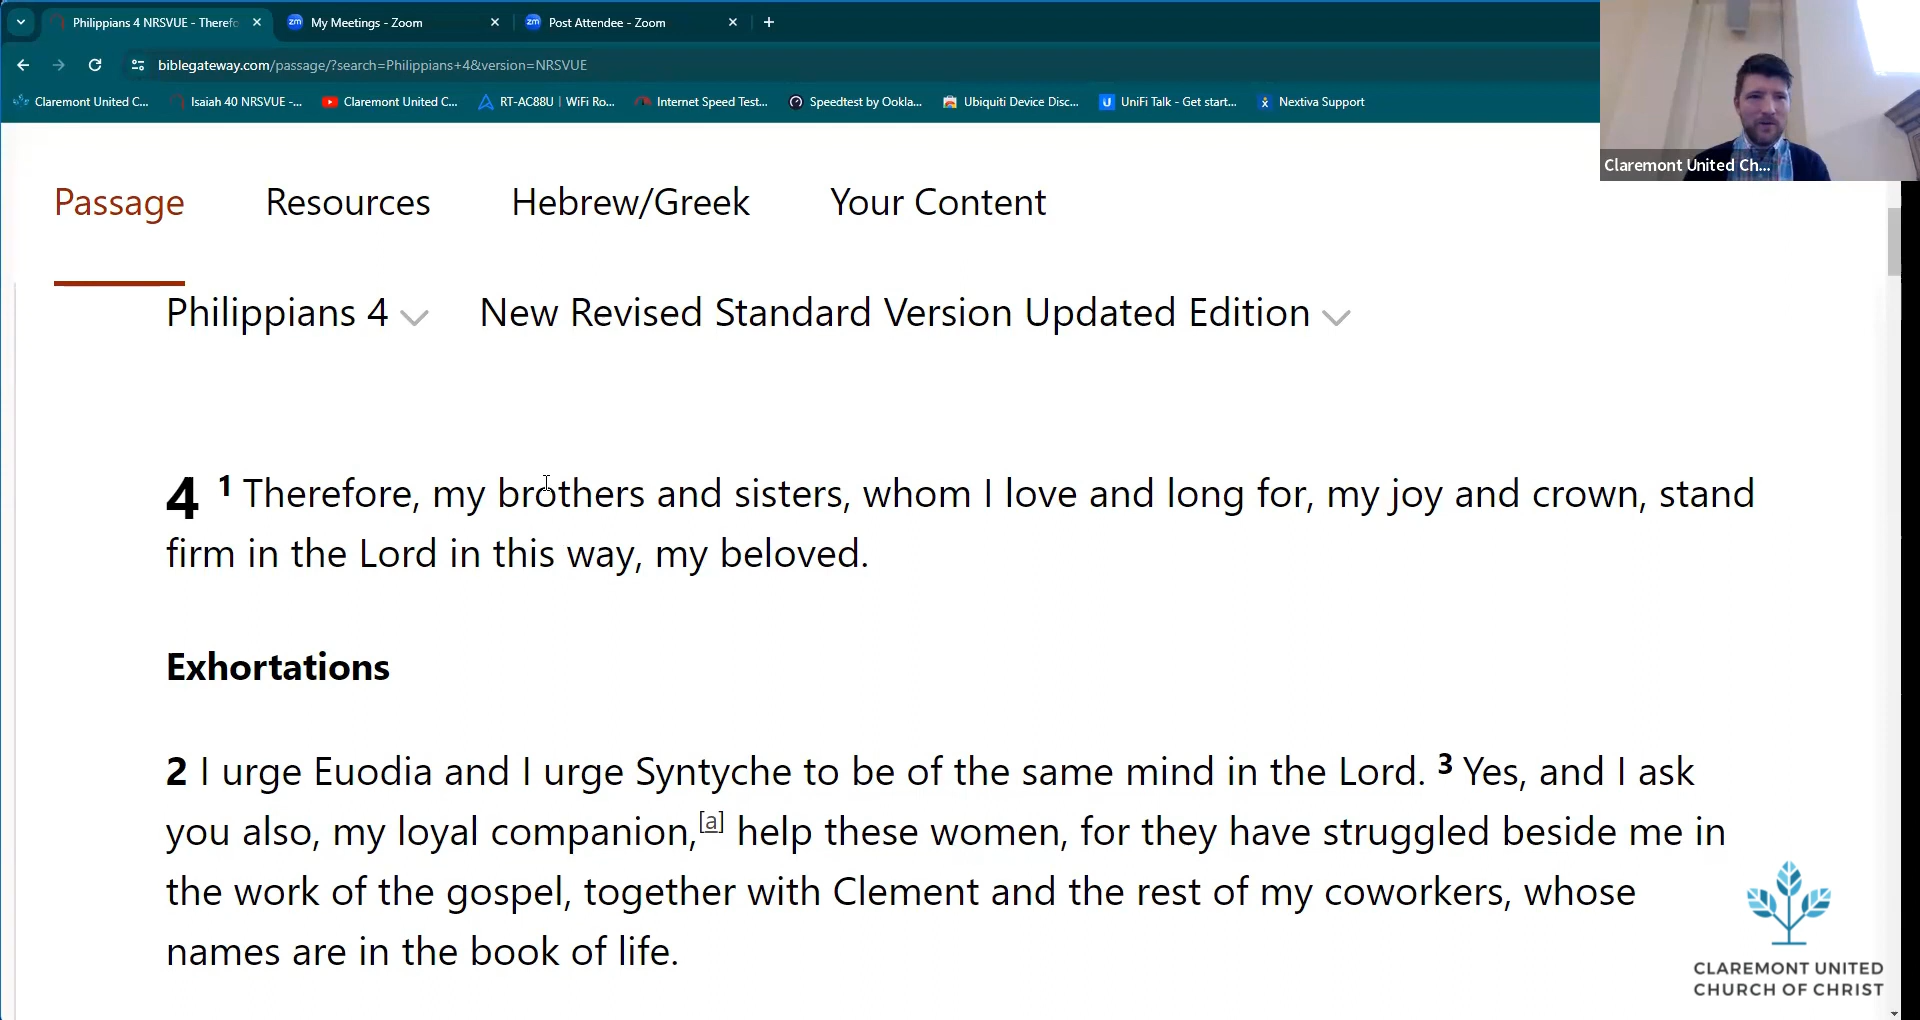 Philippians 4 NRSVUE - Therefo
My Meetings - Zoom
Post Attendee - Zoom
biblegateway.com/passage/?search=Philippians+4&version=NRSVUE
Claremont United C...
Isaiah 40 NRSVUE -...
Claremont United C...
RT-AC88U | WiFi Ro...
Internet Speed Test...
Speedtest by Ookla...
Ubiquiti Device Disc...
UniFi Talk - Get start...
Nextiva Support
Claremont United Ch...
Passage
Resources
Hebrew/Greek
Your Content
Philippians 4
New Revised Standard Version Updated Edition
4 1 Therefore, my brothers and sisters, whom I love and long for, my joy and crown, stand
firm in the Lord in this way, my beloved.
Exhortations
2 I urge Euodia and I urge Syntyche to be of the same mind in the Lord. 3 Yes, and I ask
you also, my loyal companion,[a] help these women, for they have struggled beside me in
the work of the gospel, together with Clement and the rest of my coworkers, whose
names are in the book of life.
CLAREMONT UNITED
CHURCH OF CHRIST